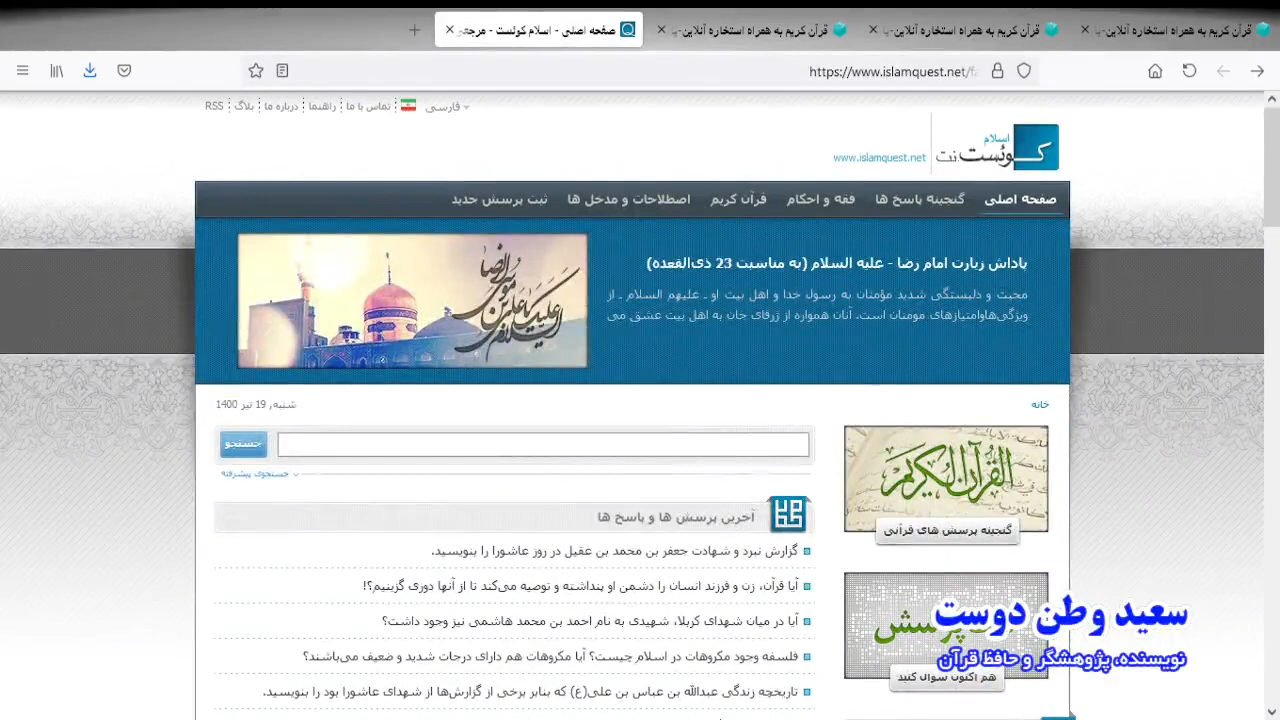 قرآن کریم به همراه استخاره آنلاین-با
قرآن کریم به همراه استخاره آنلاین-با
قرآن کریم به همراه استخاره آنلاین-با
صفحه اصلی - اسلام کوئست - مرجعی
https://www.islamquest.net/fa
فارسی
تماس با ما
راهنما
درباره ما
بلاگ
RSS
اسلام
کوئست نت
www.islamquest.net
صفحه اصلی
گنجینه پاسخ ها
فقه و احکام
قرآن کریم
اصطلاحات و مدخل ها
ثبت پرسش جدید
پاداش زیارت امام رضا - علیه السلام (به مناسبت 23 ذی‌القعده)
محبت و دلبستگی شدید مؤمنان به رسول خدا و اهل بیت او ـ علیهم السلام ـ از
ویژگی‌هاوامتیازهای مومنان است. آنان همواره از ژرفای جان به اهل بیت عشق می
السلام علیک یا علی بن موسی الرضا
خانه
شنبه, 19 تیر 1400
جستجو
جستجوی پیشرفته
القرآن الکریم
گنجینه پرسش های قرآنی
آخرین پرسش ها و پاسخ ها
گزارش نبرد و شهادت جعفر بن محمد بن عقیل در روز عاشورا را بنویسید.
آیا قرآن، زن و فرزند انسان را دشمن او پنداشته و توصیه می‌کند تا از آنها دوری گزینیم؟!
آیا در میان شهدای کربلا، شهیدی به نام احمد بن محمد هاشمی نیز وجود داشت؟
فلسفه وجود مکروهات در اسلام چیست؟ آیا مکروهات هم دارای درجات شدید و ضعیف می‌باشد؟
تاریخچه زندگی عبدالله بن عباس بن علی(ع) که بنابر برخی از گزارش‌ها از شهدای عاشورا بود را بنویسید.
سعید وطن دوست
نویسنده، پژوهشگر و حافظ قرآن
هم اکنون سوال کنید